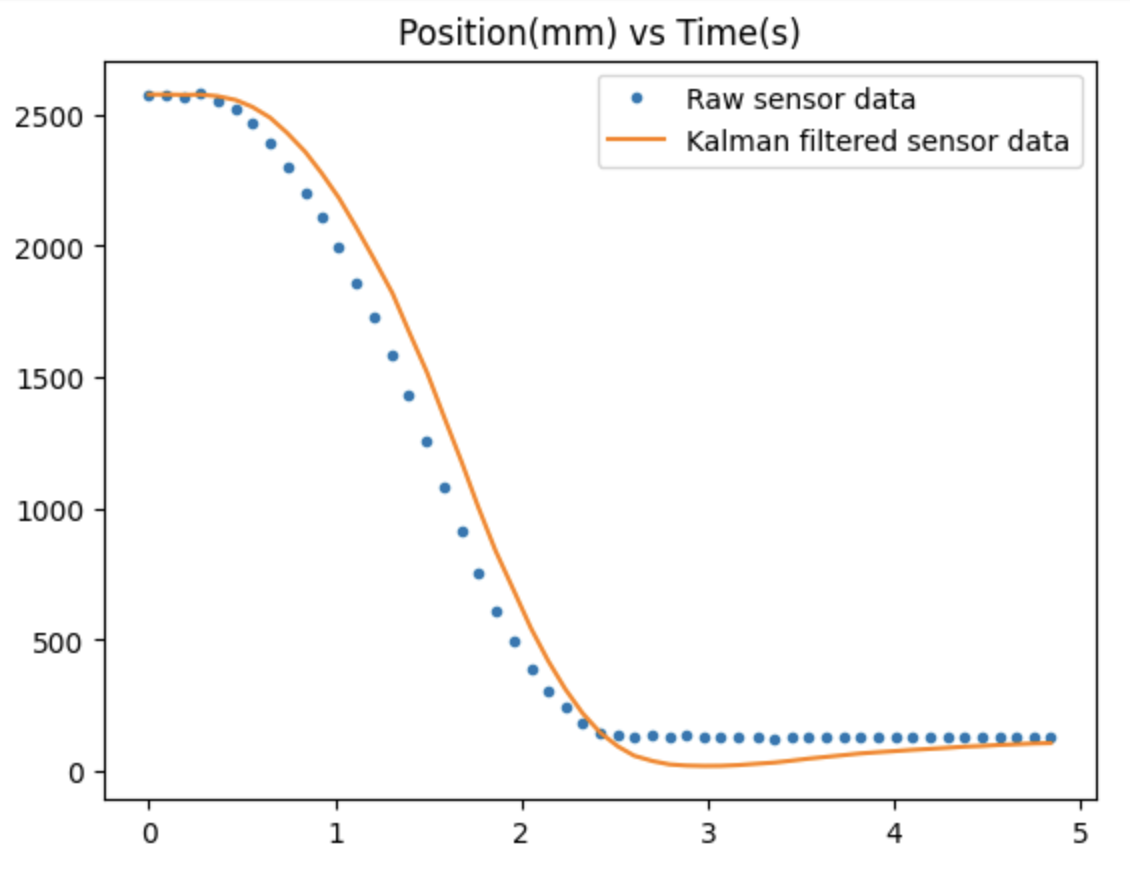 Position(mm) vs Time(s)
Raw sensor data
Kalman filtered sensor data
2500
2000
1500
1000
500
0
0 1 2 3 4 5